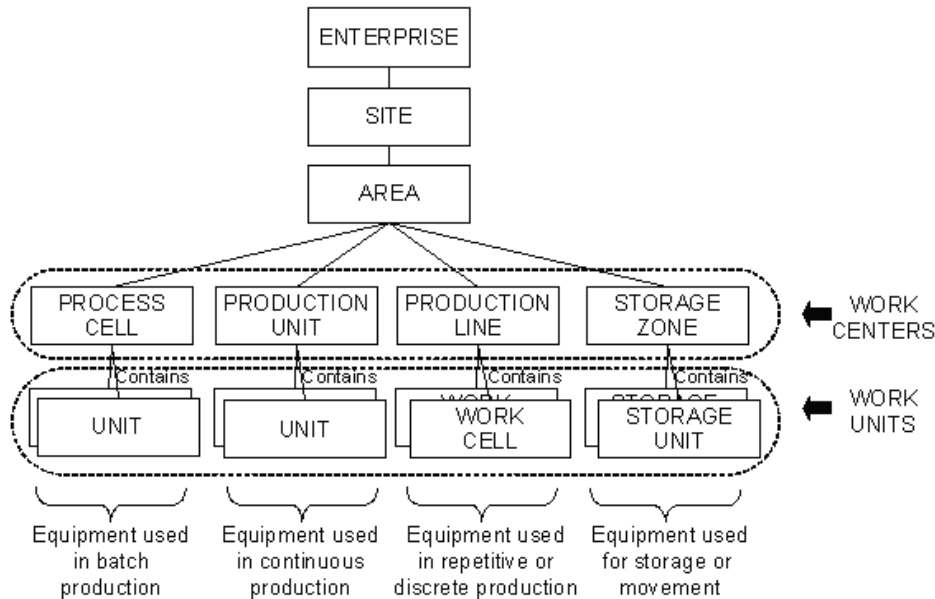 ENTERPRISE
SITE
AREA
PROCESS
CELL
PRODUCTION
UNIT
PRODUCTION
LINE
STORAGE
ZONE
WORK
CENTERS
Contains
Contains
Contains
Contains
UNIT
UNIT
WORK
WORK
CELL
STORAGE
STORAGE
UNIT
WORK
UNITS
Equipment used
in batch
production
Equipment used
in continuous
production
Equipment used
in repetitive or
discrete production
Equipment used
for storage or
movement